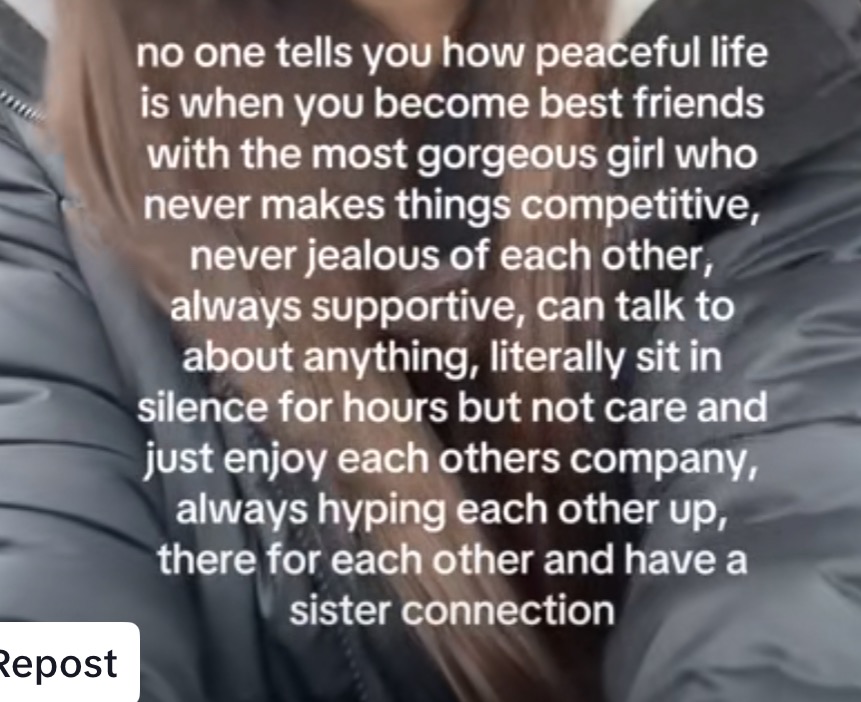 no one tells you how peaceful life
is when you become best friends
with the most gorgeous girl who
never makes things competitive,
never jealous of each other,
always supportive, can talk to
about anything, literally sit in
silence for hours but not care and
just enjoy each others company,
always hyping each other up,
there for each other and have a
sister connection
Repost